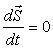 dS⃗/dt = 0